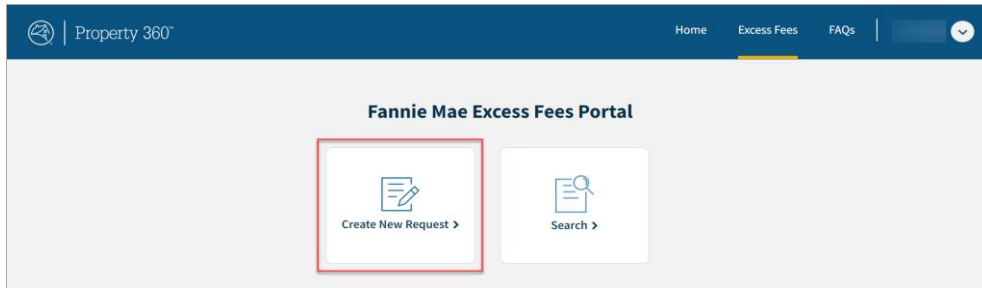 Property 360™ Home Excess Fees FAQs
Fannie Mae Excess Fees Portal
Create New Request > Search >